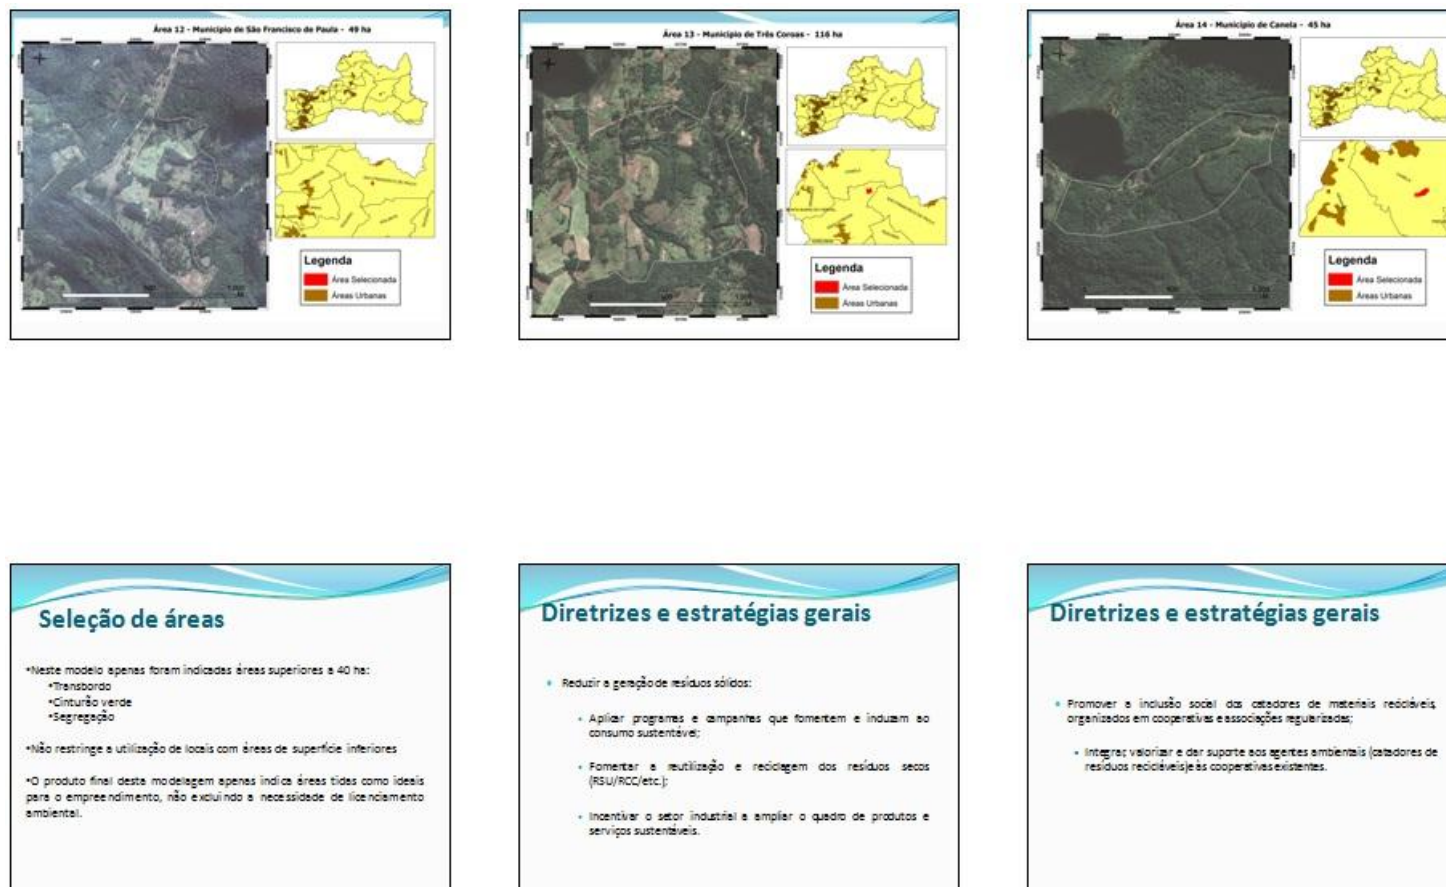 Área 12 - Município de São Francisco de Paula - 49 ha
Legenda
Área Selecionada
Áreas Urbanas
Área 13 - Município de Três Coroas - 116 ha
Legenda
Área Selecionada
Áreas Urbanas
Área 14 - Município de Canela - 45 ha
Legenda
Área Selecionada
Áreas Urbanas
Seleção de áreas
•Neste modelo apenas foram indicadas áreas superiores a 40 ha:
•Transbordo
•Cinturão verde
•Segregação
•Não restringe a utilização de locais com áreas de superfície inferiores
•O produto final desta modelagem apenas indica áreas tidas como ideais
para o empreendimento, não excluindo a necessidade de licenciamento
ambiental.
Diretrizes e estratégias gerais
• Reduzir a geração de resíduos sólidos:
• Aplicar programas e campanhas que fomentem e induzam ao
consumo sustentável;
• Fomentar a reutilização e reciclagem dos resíduos secos
(RSU/RCC/etc.);
• Incentivar o setor industrial a ampliar o quadro de produtos e
serviços sustentáveis.
Diretrizes e estratégias gerais
• Promover a inclusão social dos catadores de materiais recicláveis,
organizados em cooperativas e associações regularizadas;
• Integrar, valorizar e dar suporte aos agentes ambientais (catadores de
resíduos recicláveis)e às cooperativas existentes.